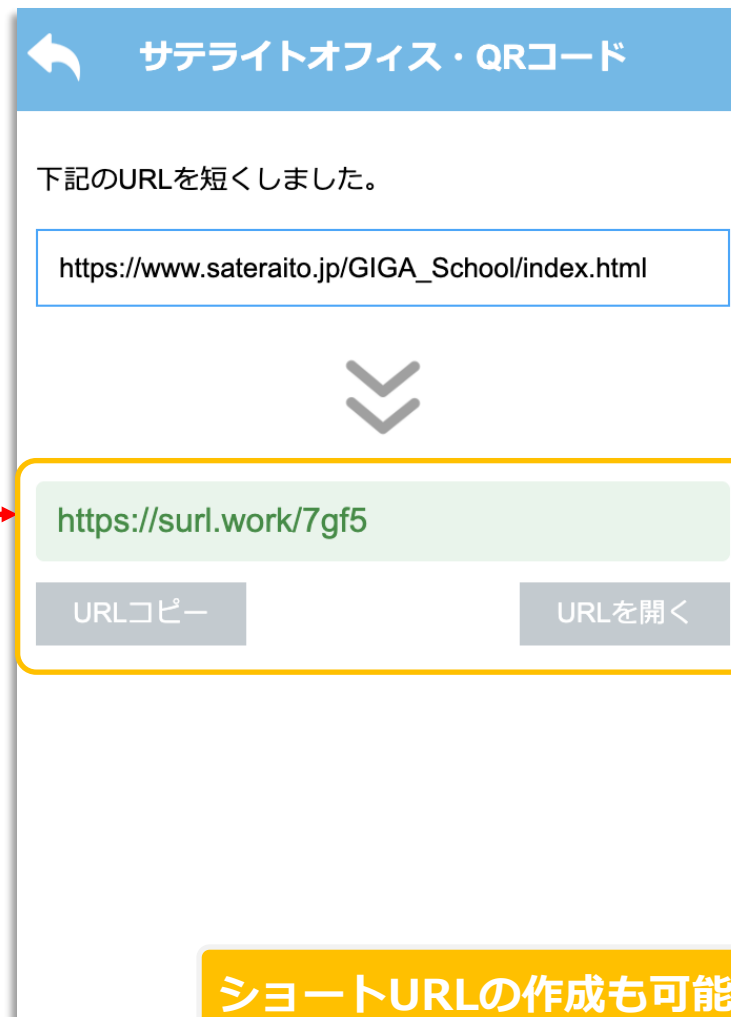 サテライトオフィス・QRコード
下記のURLを短くしました。
https://www.sateraito.jp/GIGA_School/index.html
https://surl.work/7gf5
URLコピー
URLを開く
ショートURLの作成も可能